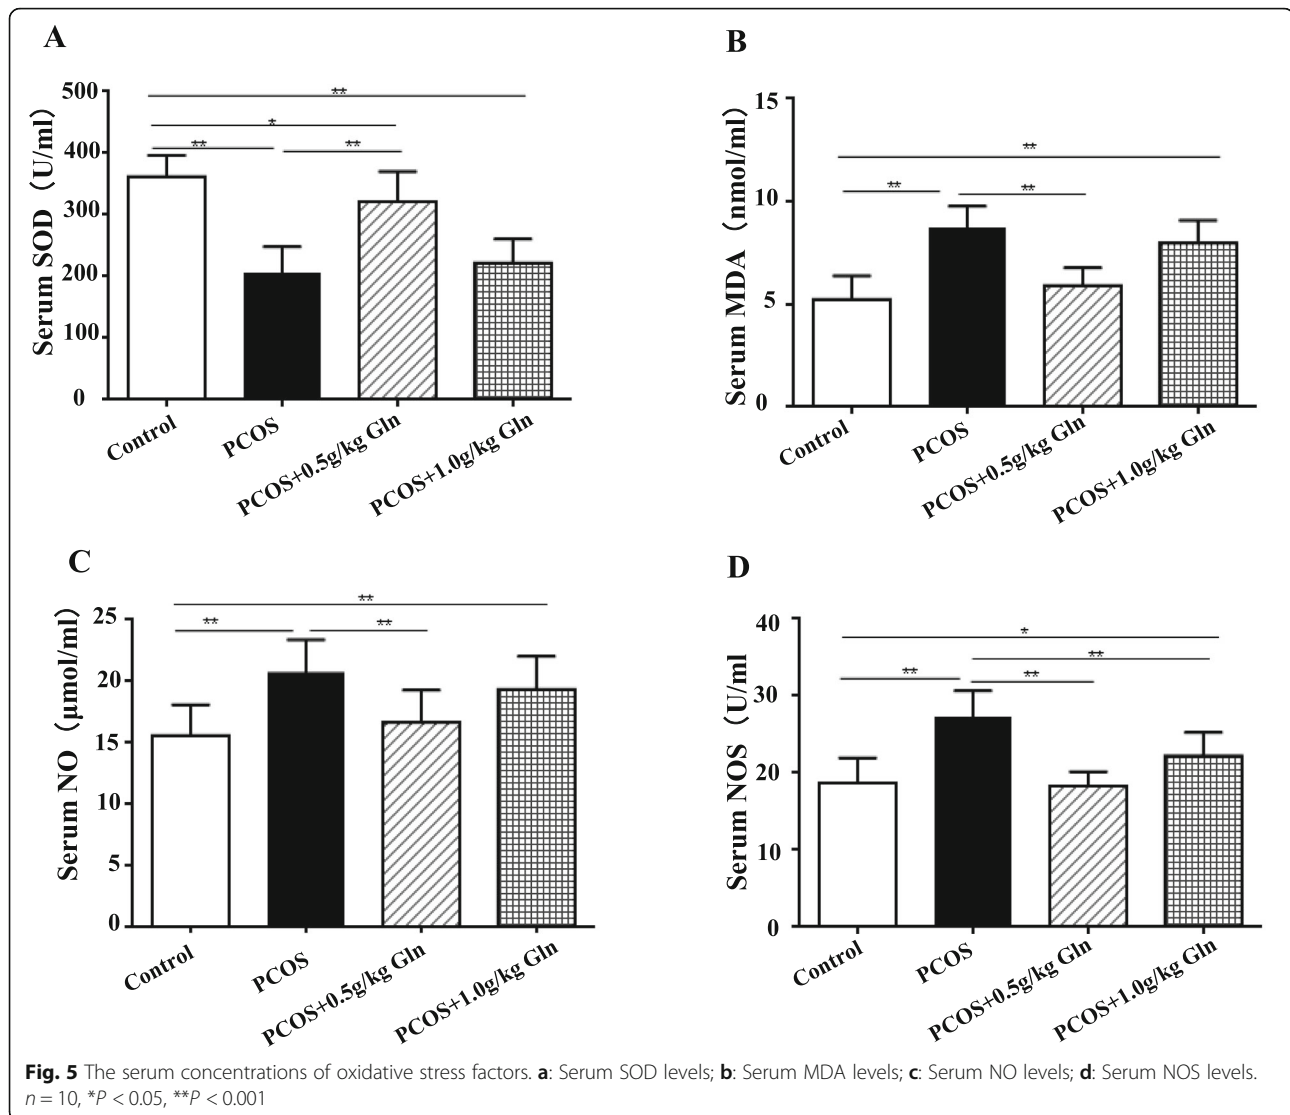 A
Serum SOD (U/ml)
500
400
300
200
100
0
**
*
** **
Control
PCOS
PCOS+0.5g/kg Gln
PCOS+1.0g/kg Gln
B
Serum MDA (nmol/ml)
15
10
5
0
**
** **
Control
PCOS
PCOS+0.5g/kg Gln
PCOS+1.0g/kg Gln
C
Serum NO (μmol/ml)
25
20
15
10
5
0
**
** **
Control
PCOS
PCOS+0.5g/kg Gln
PCOS+1.0g/kg Gln
D
Serum NOS (U/ml
40
30
20
10
0
*
**
** **
Control
PCOS
PCOS+0.5g/kg Gln
PCOS+1.0g/kg Gln
Fig. 5 The serum concentrations of oxidative stress factors. a: Serum SOD levels; b: Serum MDA levels; c: Serum NO levels; d: Serum NOS levels.
n = 10, *P < 0.05, **P < 0.001